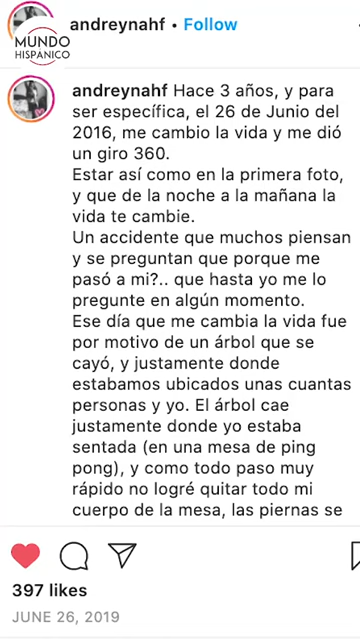 andreynahf • Follow
MUNDO
HISPANICO
andreynahf Hace 3 años, y para
ser específica, el 26 de Junio del
2016, me cambio la vida y me dió
un giro 360.
Estar así como en la primera foto,
y que de la noche a la mañana la
vida te cambie.
Un accidente que muchos piensan
y se preguntan que porque me
pasó a mi?.. que hasta yo me lo
pregunte en algún momento.
Ese día que me cambia la vida fue
por motivo de un árbol que se
cayó, y justamente donde
estabamos ubicados unas cuantas
personas y yo. El árbol cae
justamente donde yo estaba
sentada (en una mesa de ping
pong), y como todo paso muy
rápido no logré quitar todo mi
cuerpo de la mesa, las piernas se
397 likes
JUNE 26, 2019